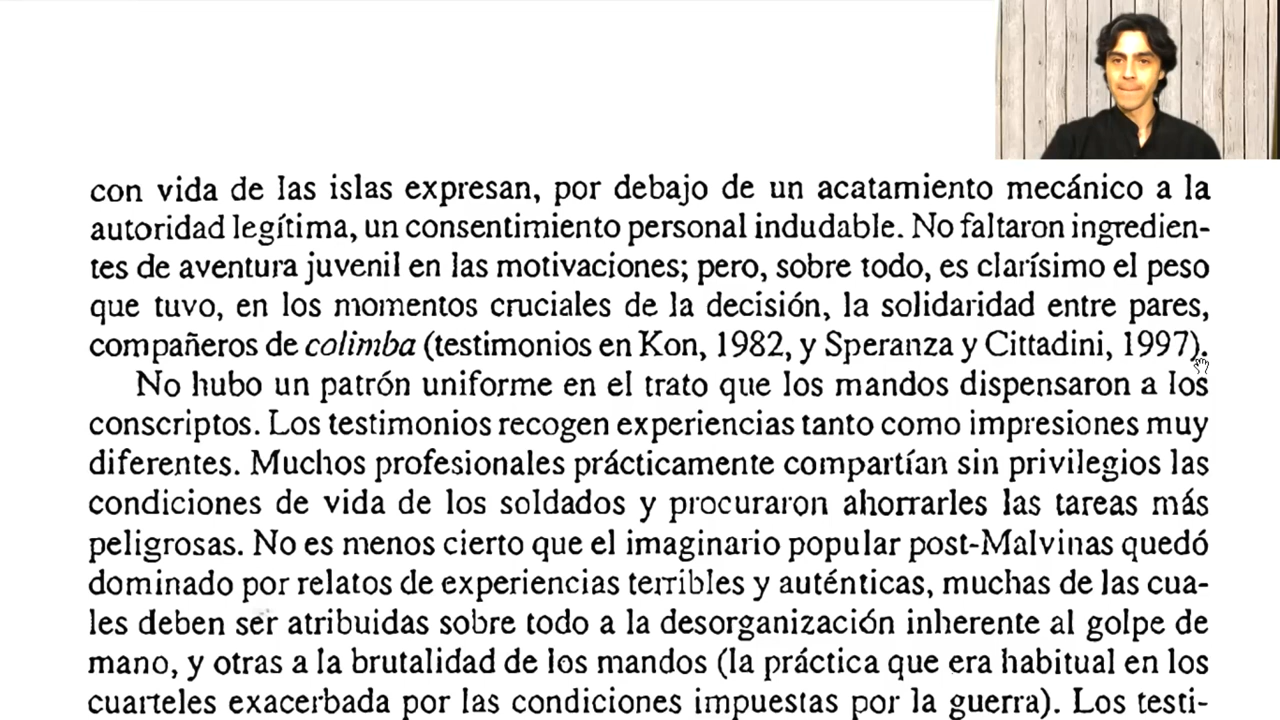 con vida de las islas expresan, por debajo de un acatamiento mecánico a la
autoridad legítima, un consentimiento personal indudable. No faltaron ingredien-
tes de aventura juvenil en las motivaciones; pero, sobre todo, es clarísimo el peso
que tuvo, en los momentos cruciales de la decisión, la solidaridad entre pares,
compañeros de colimba (testimonios en Kon, 1982, y Speranza y Cittadini, 1997).
No hubo un patrón uniforme en el trato que los mandos dispensaron a los
conscriptos. Los testimonios recogen experiencias tanto como impresiones muy
diferentes. Muchos profesionales prácticamente compartían sin privilegios las
condiciones de vida de los soldados y procuraron ahorrarles las tareas más
peligrosas. No es menos cierto que el imaginario popular post-Malvinas quedó
dominado por relatos de experiencias terribles y auténticas, muchas de las cua-
les deben ser atribuidas sobre todo a la desorganización inherente al golpe de
mano, y otras a la brutalidad de los mandos (la práctica que era habitual en los
cuarteles exacerbada por las condiciones impuestas por la guerra). Los testi-